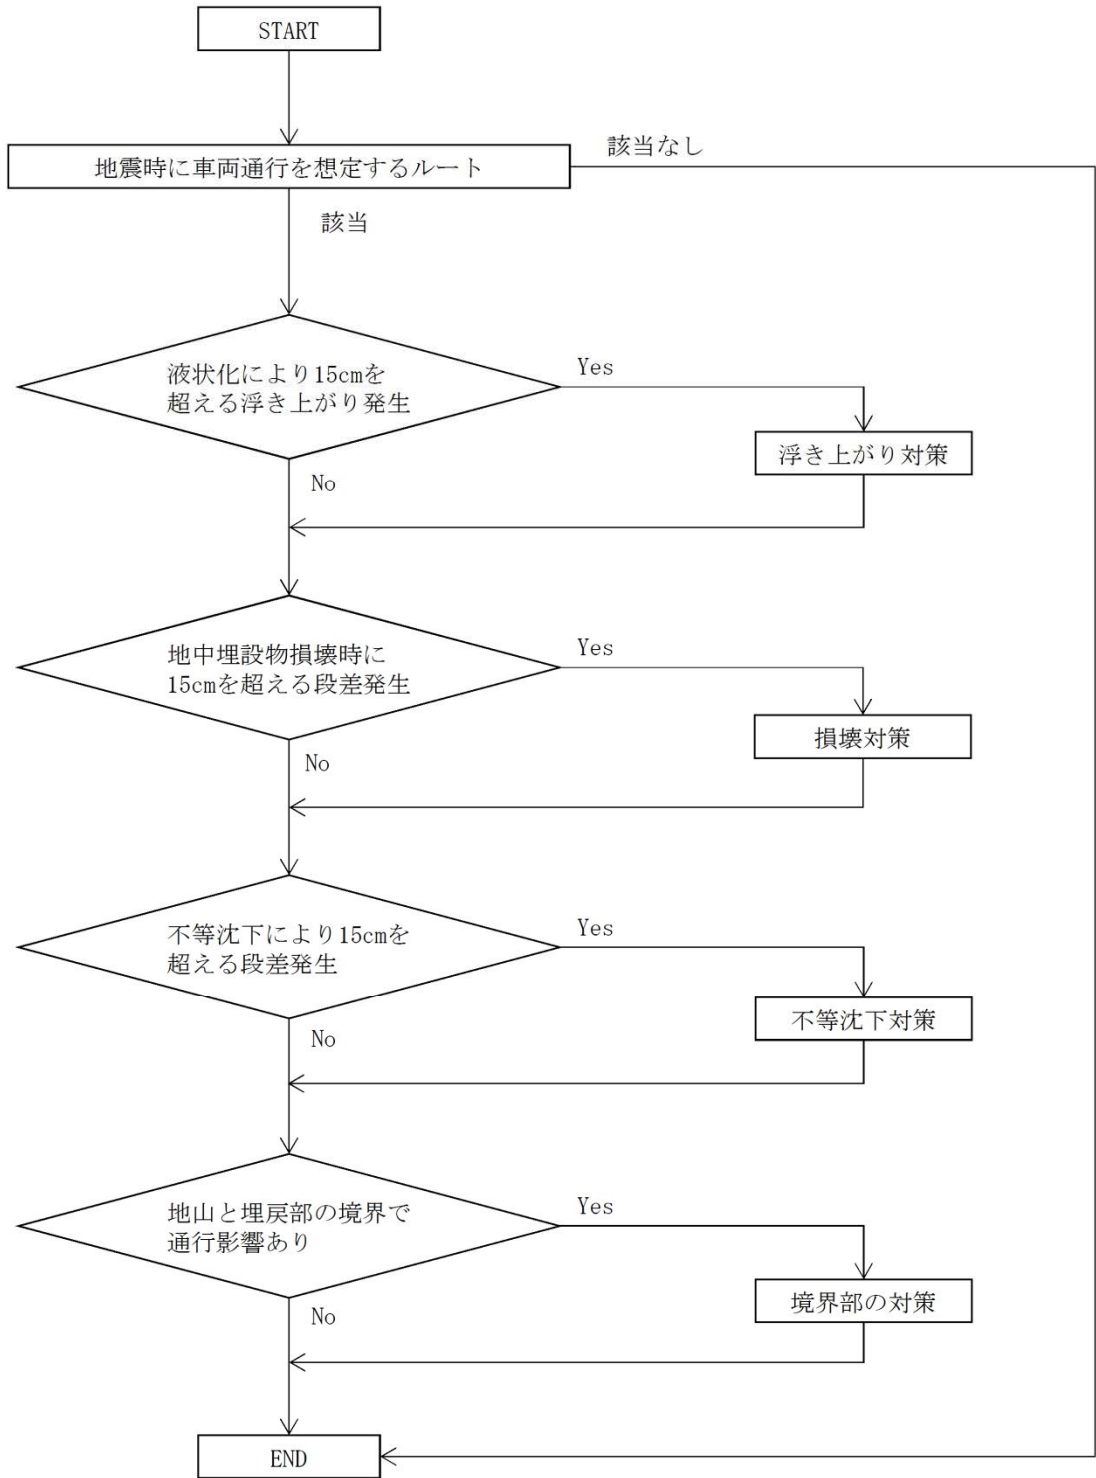 START
該当なし
地震時に車両通行を想定するルート
該当
液状化により15cmを
超える浮き上がり発生
Yes
浮き上がり対策
No
地中埋設物損壊時に
15cmを超える段差発生
Yes
損壊対策
No
不等沈下により15cmを
超える段差発生
Yes
不等沈下対策
No
地山と埋戻部の境界で
通行影響あり
Yes
境界部の対策
No
END